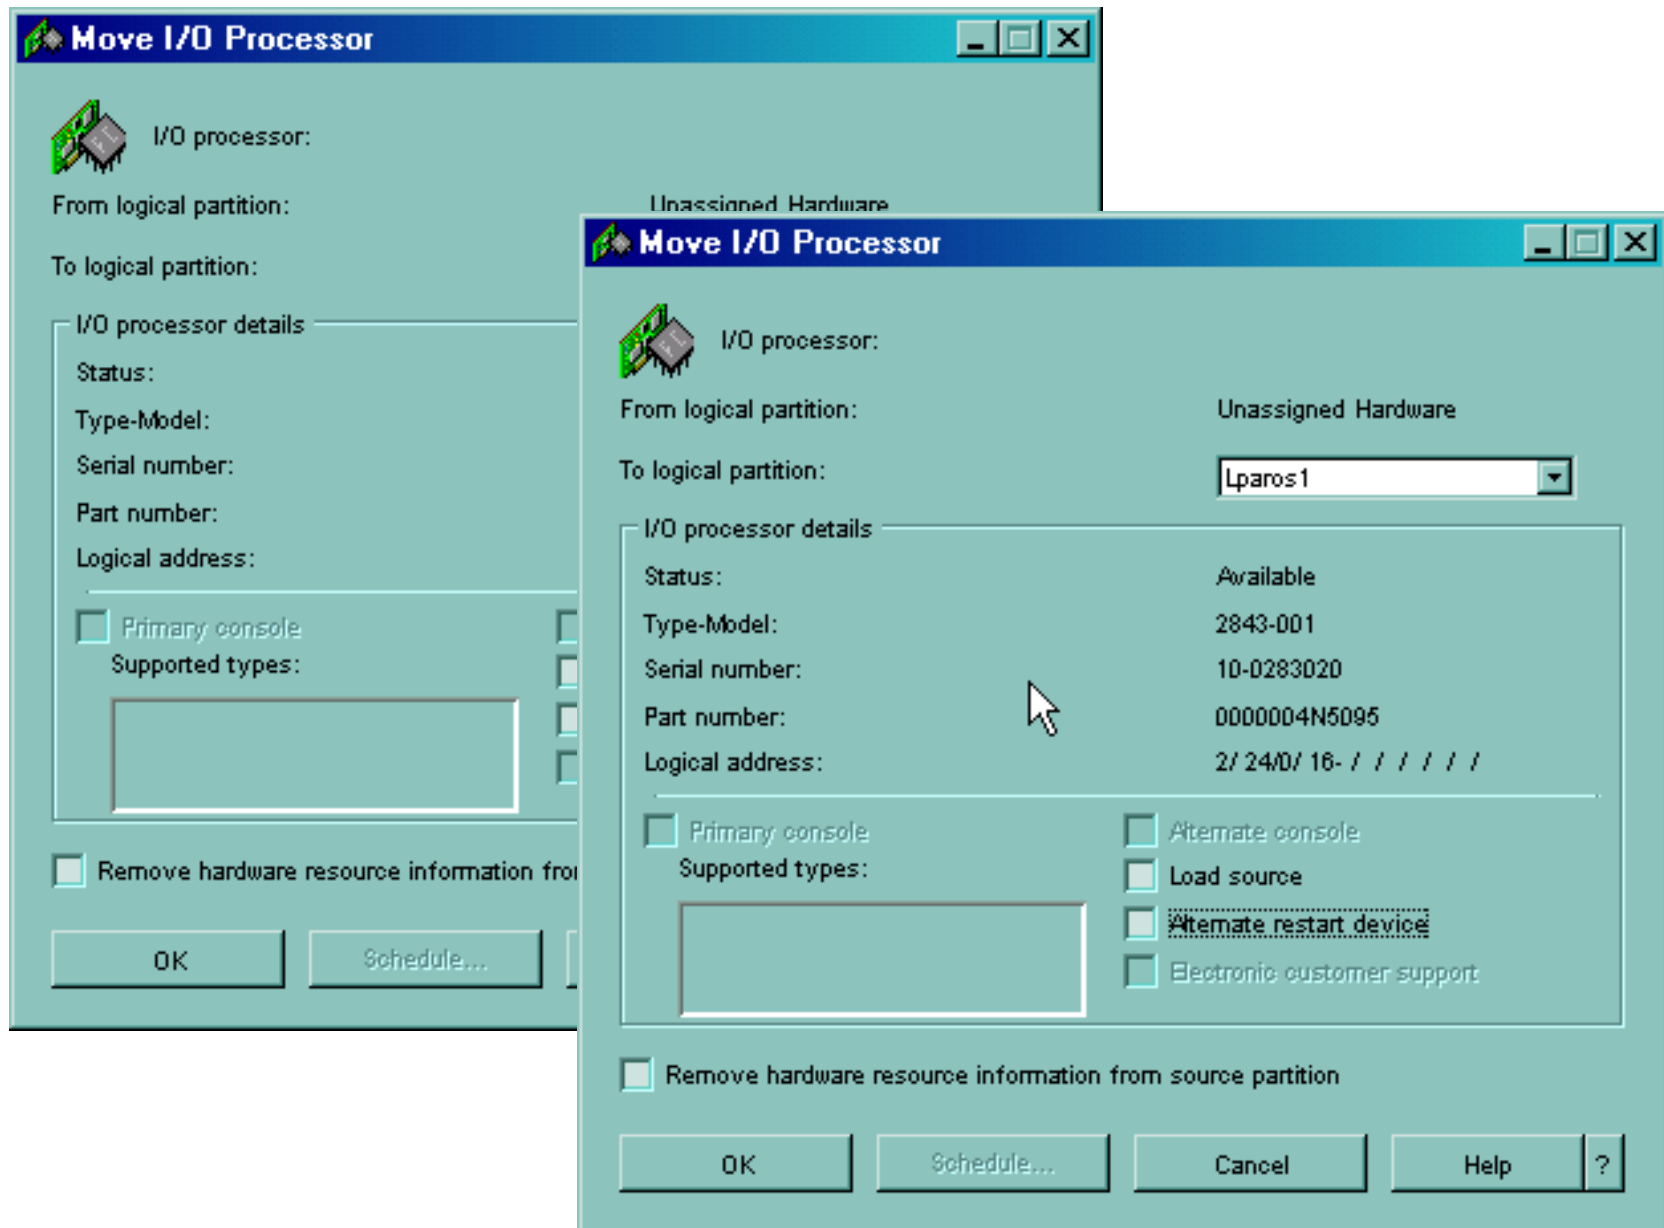 Move I/O Processor
I/O processor:
From logical partition: Unassigned Hardware
To logical partition:
I/O processor details
Status:
Type-Model:
Serial number:
Part number:
Logical address:
Primary console
Supported types:
Remove hardware resource information from
OK Schedule...
Move I/O Processor
I/O processor:
From logical partition: Unassigned Hardware
To logical partition: Lparos1
I/O processor details
Status: Available
Type-Model: 2843-001
Serial number: 10-0283020
Part number: 0000004N5095
Logical address: 2/ 24/0/ 16- / / / / / /
Primary console Alternate console
Supported types: Load source
Alternate restart device
Electronic customer support
Remove hardware resource information from source partition
OK Schedule... Cancel Help ?